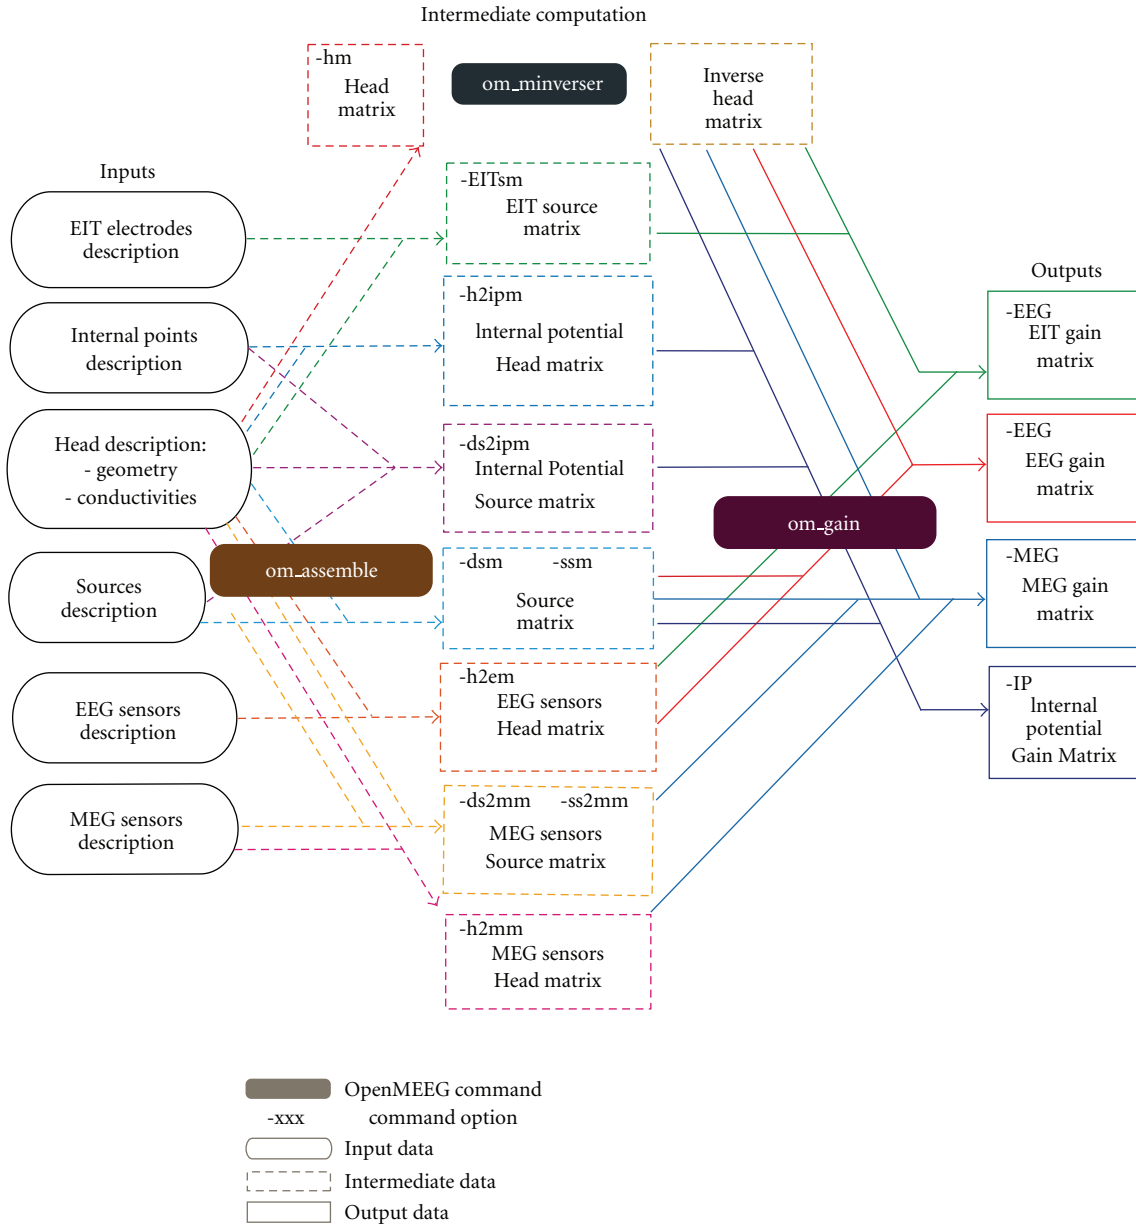 Intermediate computation
-hm
Head
matrix
om_minverser
Inverse
head
matrix
Inputs
EIT electrodes
description
Internal points
description
Head description:
- geometry
- conductivities
Sources
description
EEG sensors
description
MEG sensors
description
om_assemble
-EITsm
EIT source
matrix
-h2ipm
Internal potential
Head matrix
-ds2ipm
Internal Potential
Source matrix
-dsm -ssm
Source
matrix
-h2em
EEG sensors
Head matrix
-ds2mm -ss2mm
MEG sensors
Source matrix
-h2mm
MEG sensors
Head matrix
om_gain
Outputs
-EEG
EIT gain
matrix
-EEG
EEG gain
matrix
-MEG
MEG gain
matrix
-IP
Internal
potential
Gain Matrix
OpenMEEG command
-xxx command option
Input data
Intermediate data
Output data